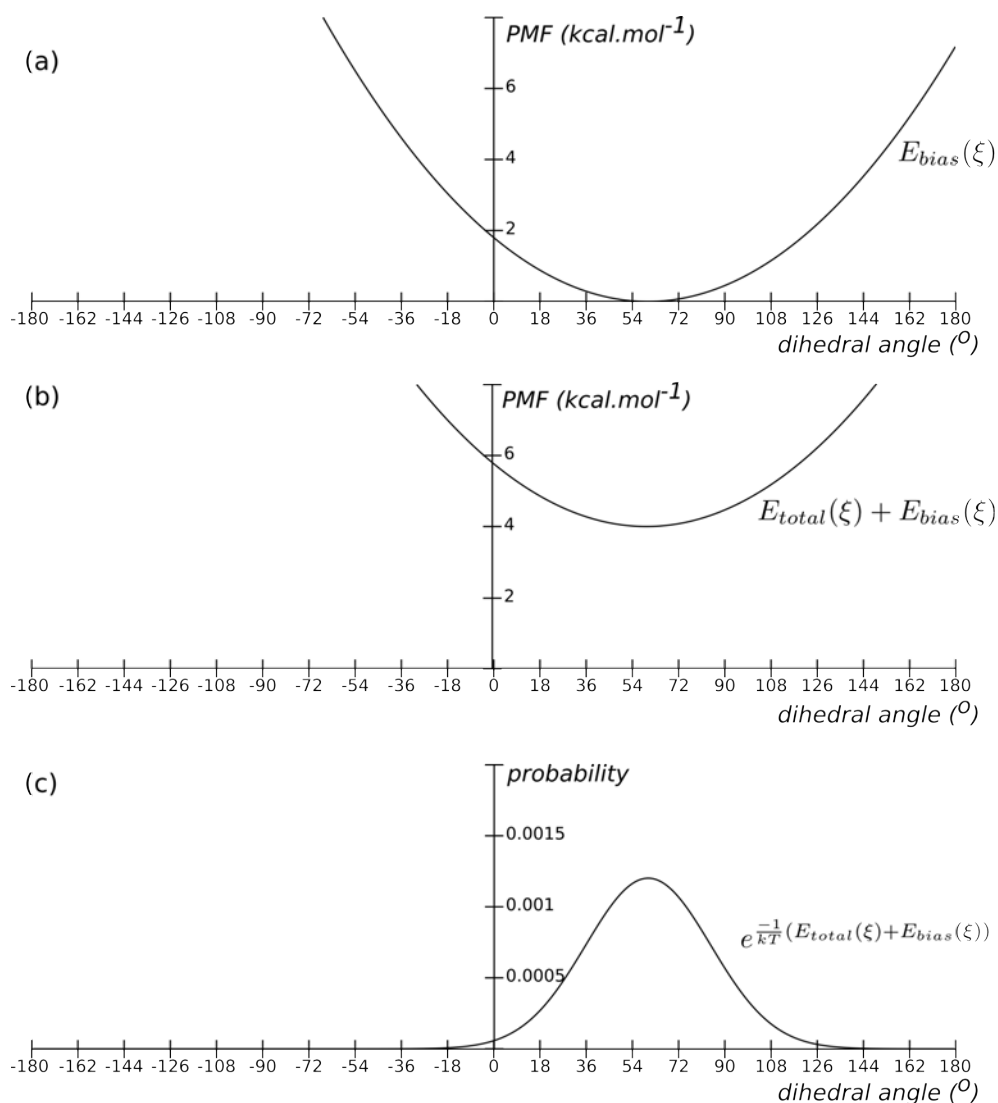 (a)
PMF (kcal.mol⁻¹)
6
4
2
E_bias(ξ)
-180 -162 -144 -126 -108 -90 -72 -54 -36 -18 0 18 36 54 72 90 108 126 144 162 180
dihedral angle (º)
(b)
PMF (kcal.mol⁻¹)
6
4
2
E_total(ξ) + E_bias(ξ)
-180 -162 -144 -126 -108 -90 -72 -54 -36 -18 0 18 36 54 72 90 108 126 144 162 180
dihedral angle (º)
(c)
probability
0.0015
0.001
0.0005
e^{\frac{-1}{kT}(E_total(ξ)+E_bias(ξ))}
-180 -162 -144 -126 -108 -90 -72 -54 -36 -18 0 18 36 54 72 90 108 126 144 162 180
dihedral angle (º)